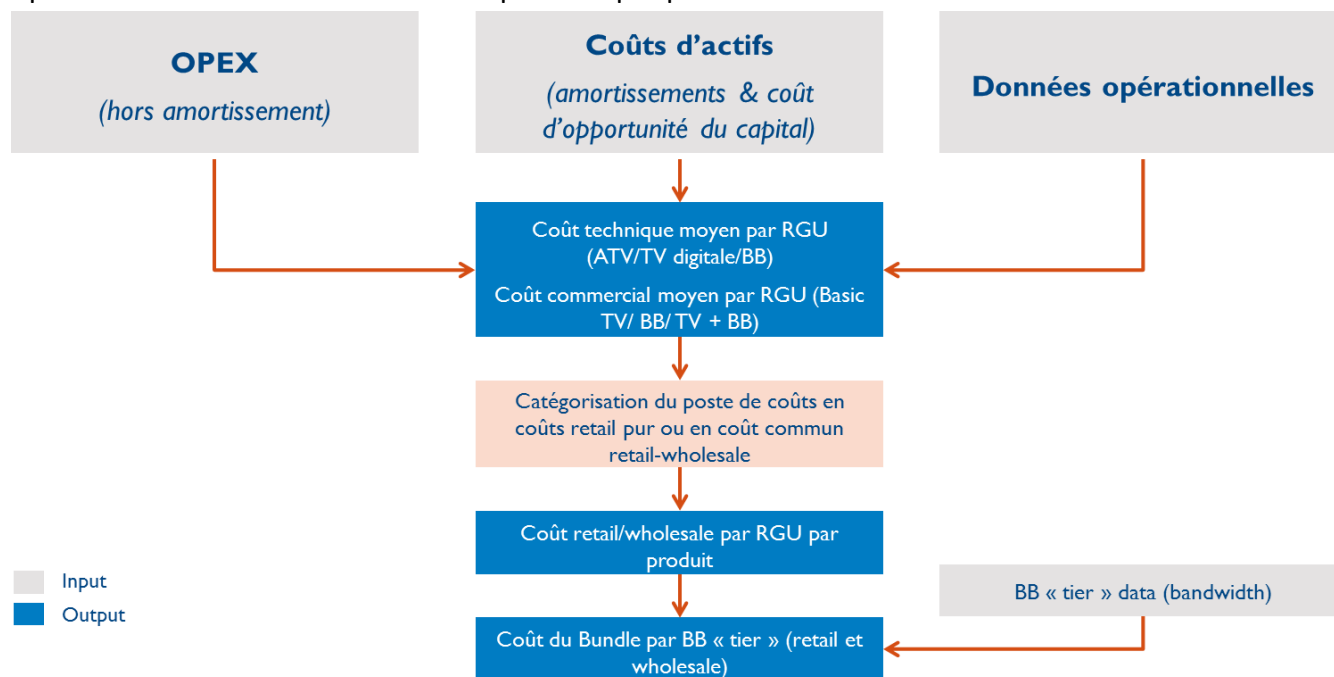 OPEX
(hors amortissement)
Coûts d'actifs
(amortissements & coût
d'opportunité du capital)
Données opérationnelles
Coût technique moyen par RGU
(ATV/TV digitale/BB)
Coût commercial moyen par RGU (Basic
TV/ BB/ TV + BB)
Catégorisation du poste de coûts en
coûts retail pur ou en coût commun
retail-wholesale
Coût retail/wholesale par RGU par
produit
Input
Output
BB « tier » data (bandwidth)
Coût du Bundle par BB « tier » (retail et
wholesale)